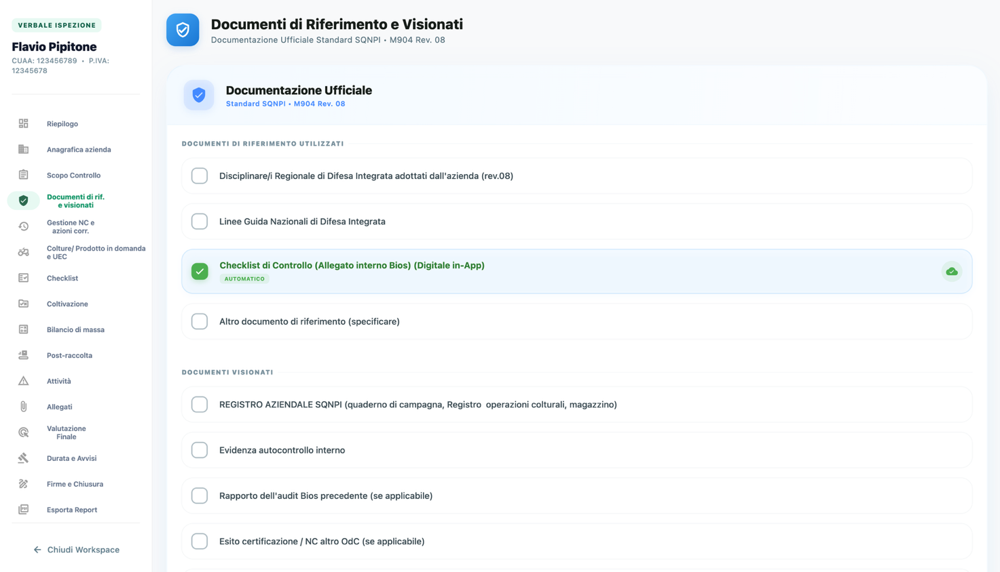 VERBALE ISPEZIONE
Flavio Pipitone
CUAA: 123456789 • P.IVA:
12345678
Riepilogo
Anagrafica azienda
Scopo Controllo
Documenti di rif.
e visionati
Gestione NC e
azioni corr.
Colture/ Prodotto in domanda
e UEC
Checklist
Coltivazione
Bilancio di massa
Post-raccolta
Attività
Allegati
Valutazione
Finale
Durata e Avvisi
Firme e Chiusura
PDF
Esporta Report
Chiudi Workspace
Documenti di Riferimento e Visionati
Documentazione Ufficiale Standard SQNPI • M904 Rev. 08
Documentazione Ufficiale
Standard SQNPI • M904 Rev. 08
DOCUMENTI DI RIFERIMENTO UTILIZZATI
Disciplinare/i Regionale di Difesa Integrata adottati dall'azienda (rev.08)
Linee Guida Nazionali di Difesa Integrata
Checklist di Controllo (Allegato interno Bios) (Digitale in-App)
AUTOMATICO
Altro documento di riferimento (specificare)
DOCUMENTI VISIONATI
REGISTRO AZIENDALE SQNPI (quaderno di campagna, Registro  operazioni colturali, magazzino)
Evidenza autocontrollo interno
Rapporto dell'audit Bios precedente (se applicabile)
Esito certificazione / NC altro OdC (se applicabile)